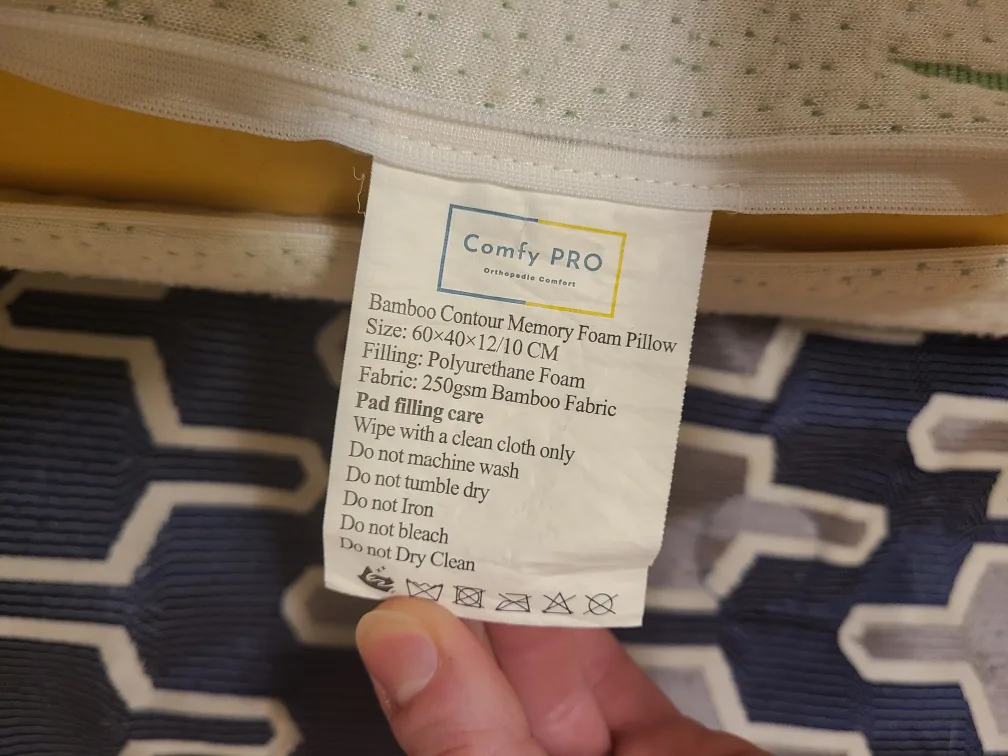 Comfy PRO
Orthopedic Comfort
Bamboo Contour Memory Foam Pillow
Size: 60×40×12/10 CM
Filling: Polyurethane Foam
Fabric: 250gsm Bamboo Fabric
Pad filling care
Wipe with a clean cloth only
Do not machine wash
Do not tumble dry
Do not Iron
Do not bleach
Do not Dry Clean